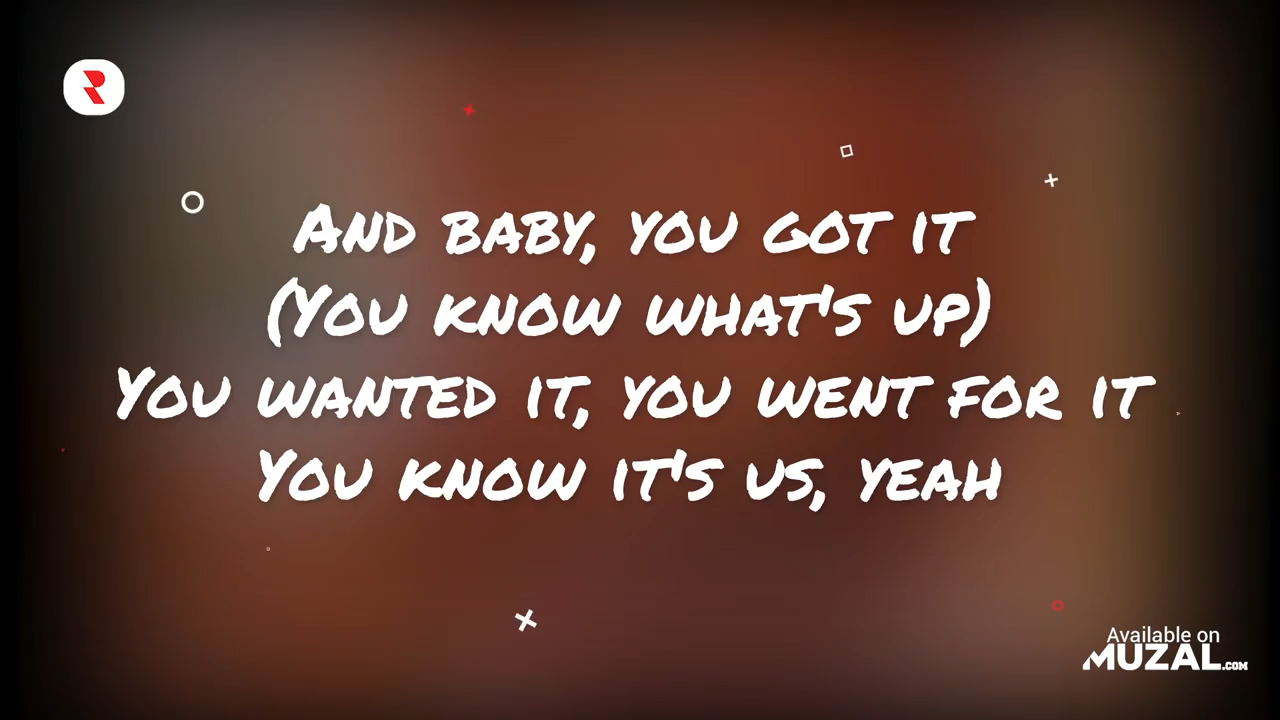 And baby, you got it
(You know what's up)
You wanted it, you went for it
You know it's us, yeah
Available on
MUZAL.COM